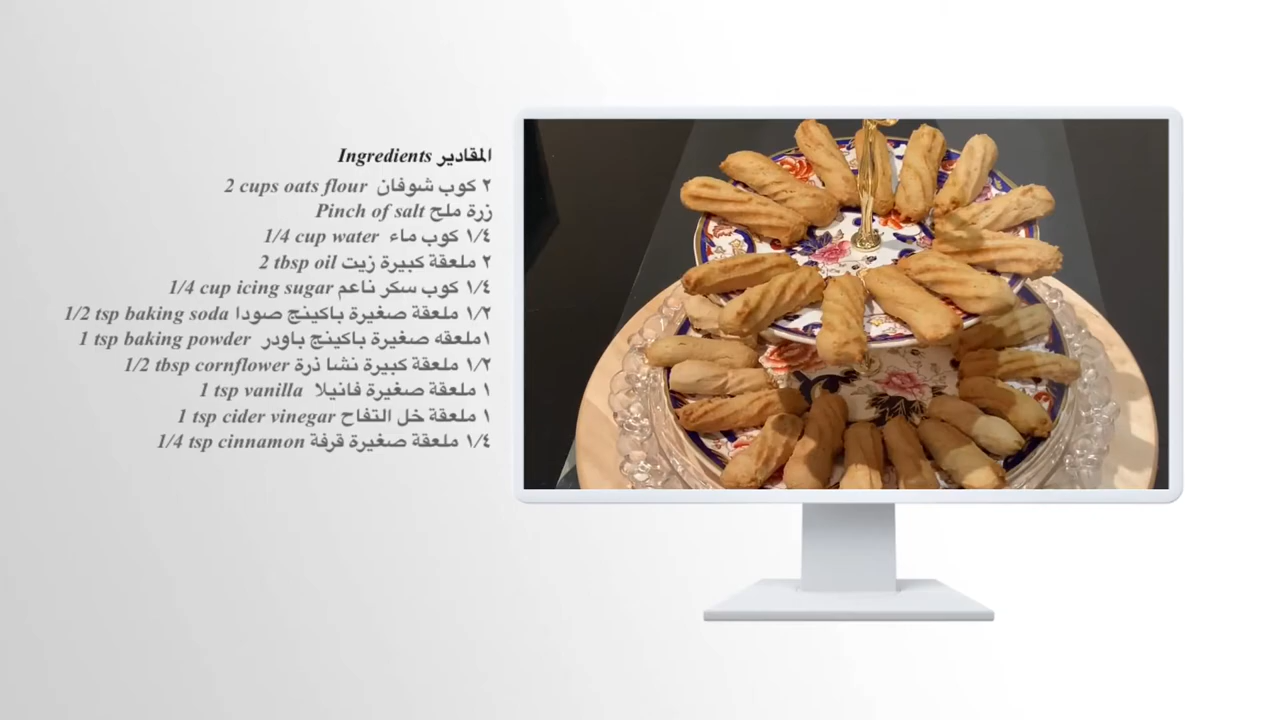 المقادير Ingredients
٢ كوب شوفان 2 cups oats flour
زرة ملح Pinch of salt
١/٤ كوب ماء 1/4 cup water
٢ ملعقة كبيرة زيت 2 tbsp oil
١/٤ كوب سكر ناعم 1/4 cup icing sugar
١/٢ ملعقة صغيرة باكينج صودا 1/2 tsp baking soda
١ملعقه صغيرة باكينج باودر 1 tsp baking powder
١/٢ ملعقة كبيرة نشا ذرة 1/2 tbsp cornflower
١ ملعقة صغيرة فانيلا 1 tsp vanilla
١ ملعقة خل التفاح 1 tsp cider vinegar
١/٤ ملعقة صغيرة قرفة 1/4 tsp cinnamon